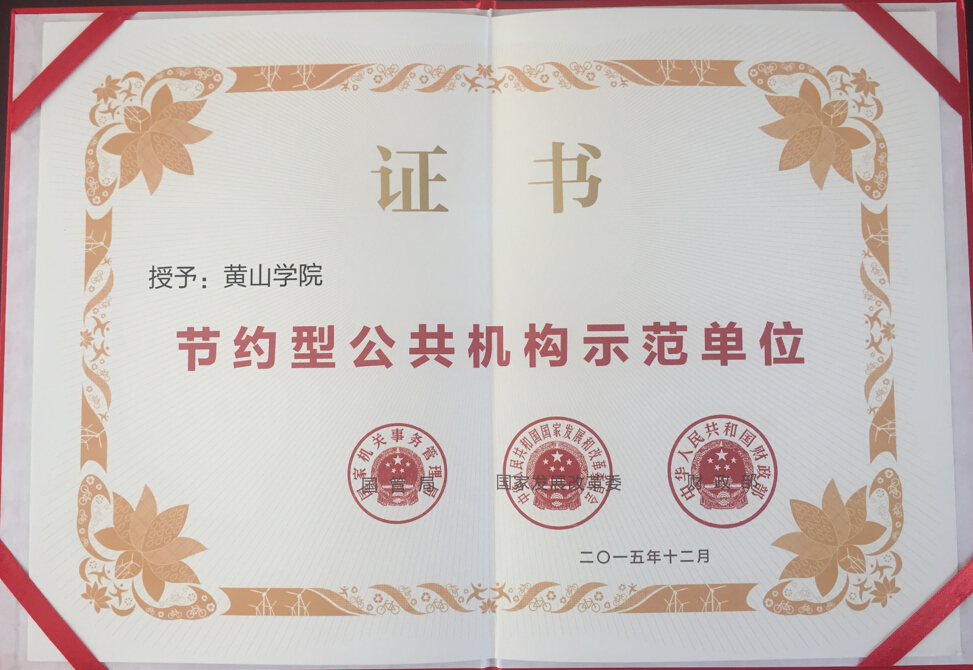 证书
授予：黄山学院
节约型公共机构示范单位
国家机关事务管理局
国管局
中华人民共和国国家发展和改革委员会
国家发展改革委
中华人民共和国财政部
财政部
二〇一五年十二月